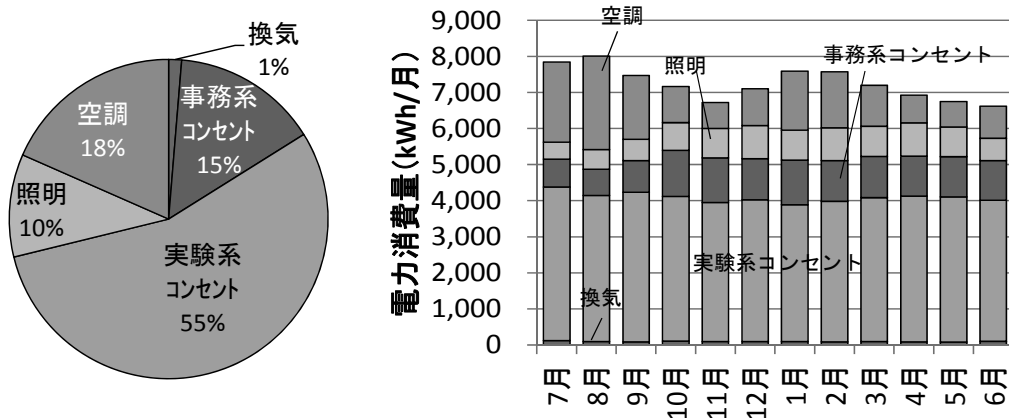 換気
1%
事務系
コンセント
15%
空調
18%
照明
10%
実験系
コンセント
55%
電力消費量(kWh/月)
9,000
8,000
7,000
6,000
5,000
4,000
3,000
2,000
1,000
0
空調
照明
事務系コンセント
実験系コンセント
換気
7月
8月
9月
10月
11月
12月
1月
2月
3月
4月
5月
6月